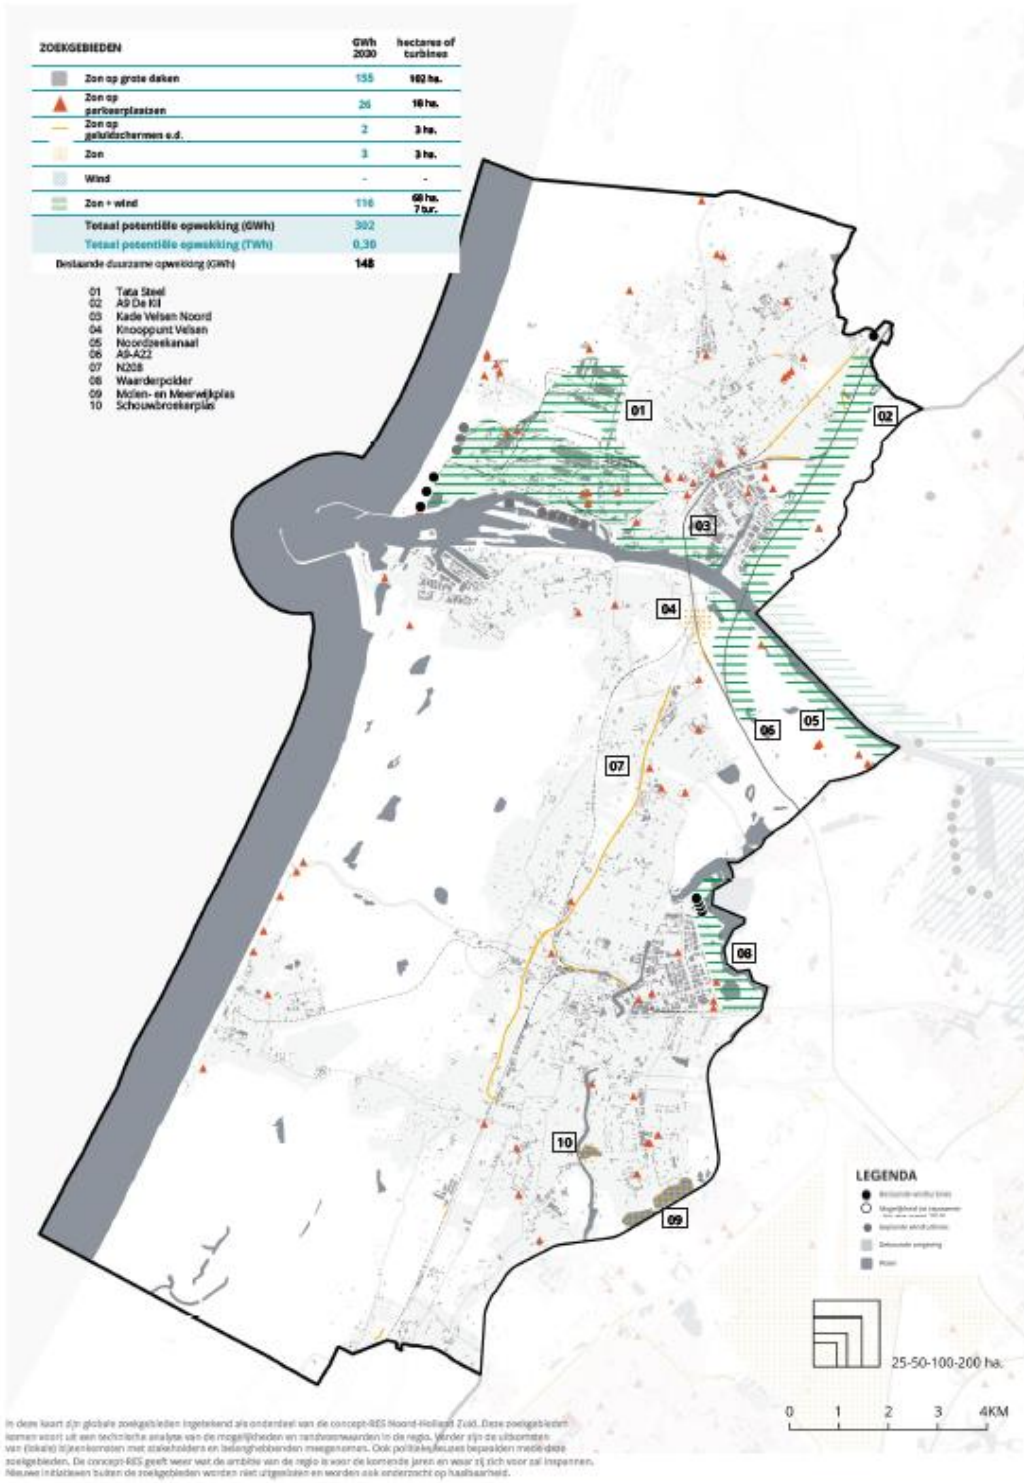 ZOEKGEBIEDEN GWh 2030 hectares of turbines
Zon op grote daken 155 102 ha.
Zon op parkeerplaatsen 26 18 ha.
Zon op geluidschermen e.d. 2 3 ha.
Zon 3 3 ha.
Wind - -
Zon + wind 116 68 ha. 7 tur.
Totaal potentiële opwekking (GWh) 302
Totaal potentiële opwekking (TWh) 0,30
Bestaande duurzame opwekking (GWh) 148
01 Tata Steel
02 A9 De Kil
03 Kade Velsen Noord
04 Knooppunt Velsen
05 Noordzeekanaal
06 A9-A22
07 N208
08 Waarderpolder
09 Molen- en Meerwijkplas
10 Schouwbroekerplas
01
02
03
04
05
06
07
08
10
09
LEGENDA
Bestaande windturbines
Geplande windturbines
Gebouwde omgeving
Water
25-50-100-200 ha.
0 1 2 3 4KM
In deze kaart zijn globale zoekgebieden ingetekend als onderdeel van de concept-RES Noord-Holland Zuid. Deze zoekgebieden
komen voort uit een technische analyse van de mogelijkheden en randvoorwaarden in de regio. Verder zijn de uitkomsten
van (lokale) bijeenkomsten met stakeholders en belanghebbenden meegenomen. Ook politieke keuzes bepaalden mede deze
zoekgebieden. De concept-RES geeft weer wat de ambitie van de regio is voor de komende jaren en waar zij zich voor zal inspannen.
Nieuwe initiatieven buiten de zoekgebieden worden niet uitgesloten en worden ook onderzocht op haalbaarheid.